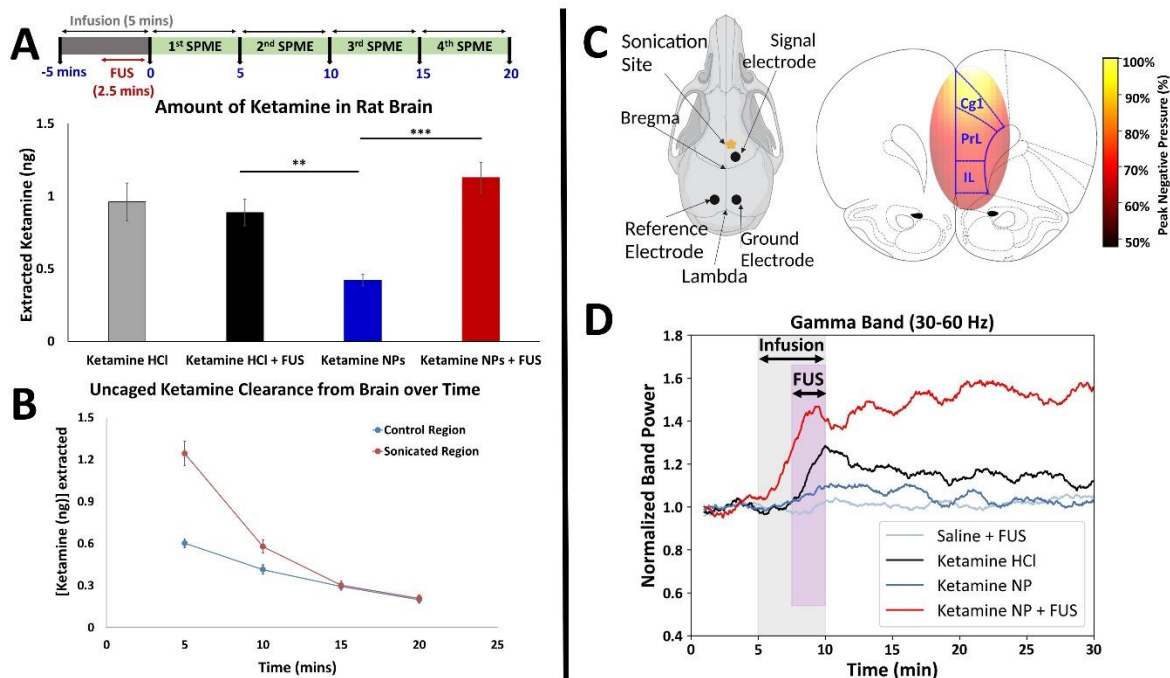 A
Infusion (5 mins)
1st SPME
2nd SPME
3rd SPME
4th SPME
-5 mins
FUS
(2.5 mins)
0
5
10
15
20
Amount of Ketamine in Rat Brain
Extracted Ketamine (ng)
1.5
1
0.5
0
**
***
Ketamine HCl
Ketamine HCl + FUS
Ketamine NPs
Ketamine NPs + FUS
B
Uncaged Ketamine Clearance from Brain over Time
[Ketamine (ng)] extracted
1.5
1.2
0.9
0.6
0.3
0
Control Region
Sonicated Region
0
5
10
15
20
25
Time (mins)
C
Sonication
Site
Signal
electrode
Bregma
Reference
Electrode
Lambda
Ground
Electrode
Cg1
PrL
IL
100%
90%
80%
70%
60%
50%
Peak Negative Pressure (%)
D
Gamma Band (30-60 Hz)
Normalized Band Power
1.8
1.6
1.4
1.2
1.0
0.8
0.6
0.4
Infusion
FUS
Saline + FUS
Ketamine HCl
Ketamine NP
Ketamine NP + FUS
0
5
10
15
20
25
30
Time (min)